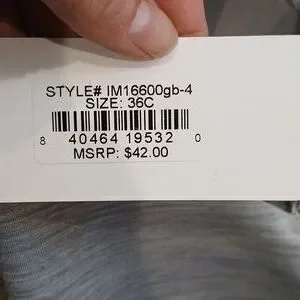 STYLE# IM16600gb-4
SIZE: 36C
8 40464 19532 0
MSRP: $42.00